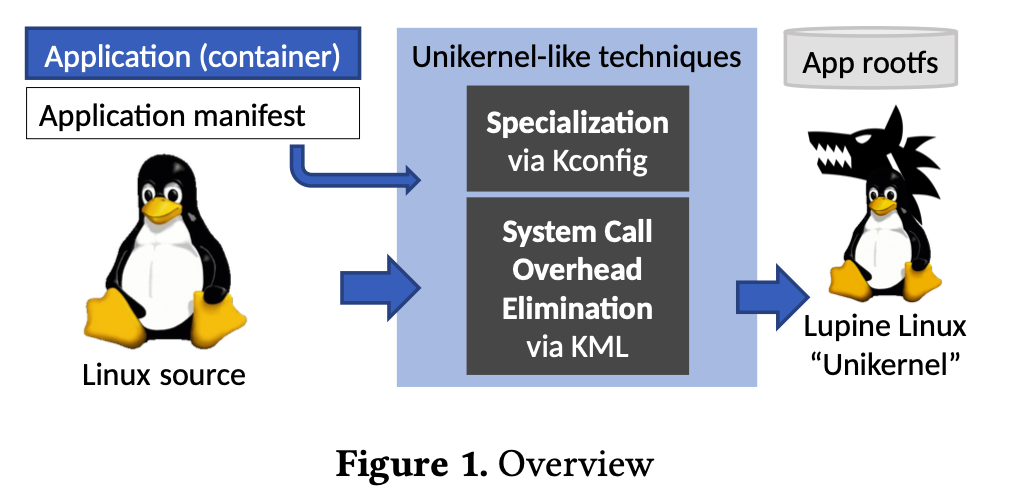 Application (container)
Application manifest
Linux source
Unikernel-like techniques
Specialization
via Kconfig
System Call
Overhead
Elimination
via KML
App rootfs
Lupine Linux
“Unikernel”
Figure 1. Overview